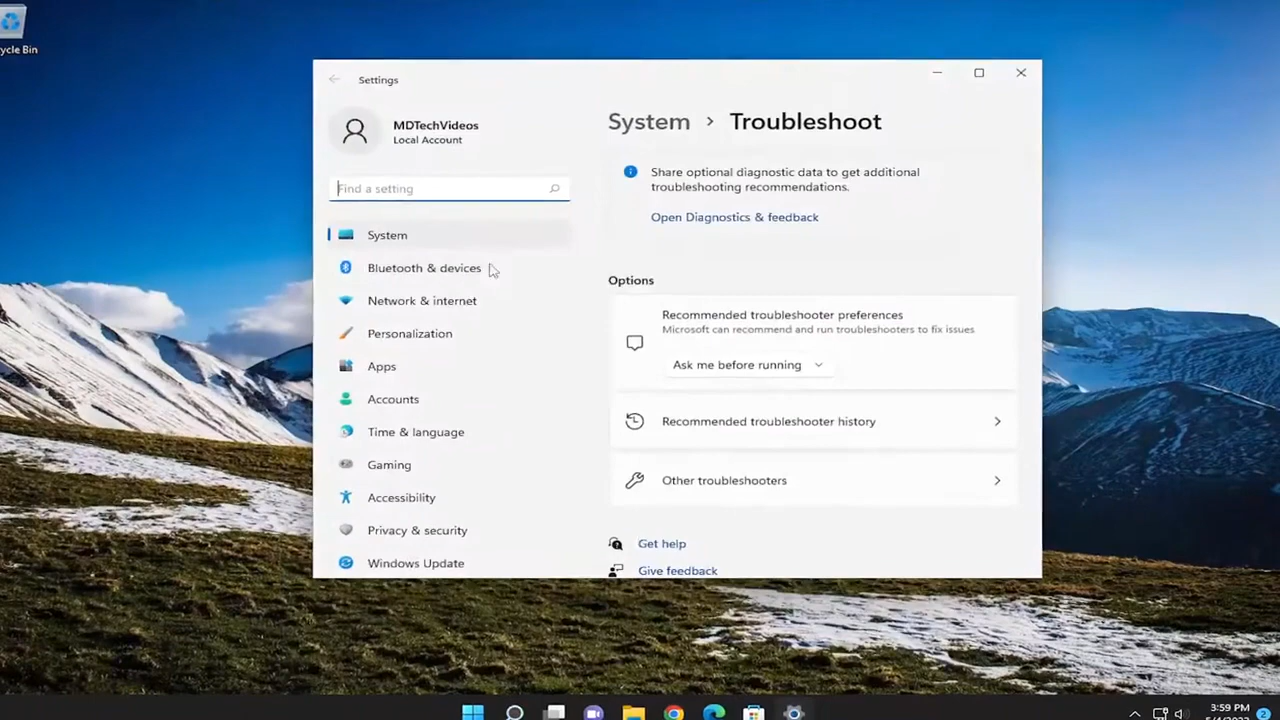 ycle Bin
Settings
MDTechVideos
Local Account
Find a setting
System
Bluetooth & devices
Network & internet
Personalization
Apps
Accounts
Time & language
Gaming
Accessibility
Privacy & security
Windows Update
System > Troubleshoot
Share optional diagnostic data to get additional
troubleshooting recommendations.
Open Diagnostics & feedback
Options
Recommended troubleshooter preferences
Microsoft can recommend and run troubleshooters to fix issues
Ask me before running
Recommended troubleshooter history
Other troubleshooters
Get help
Give feedback
3:59 PM
2